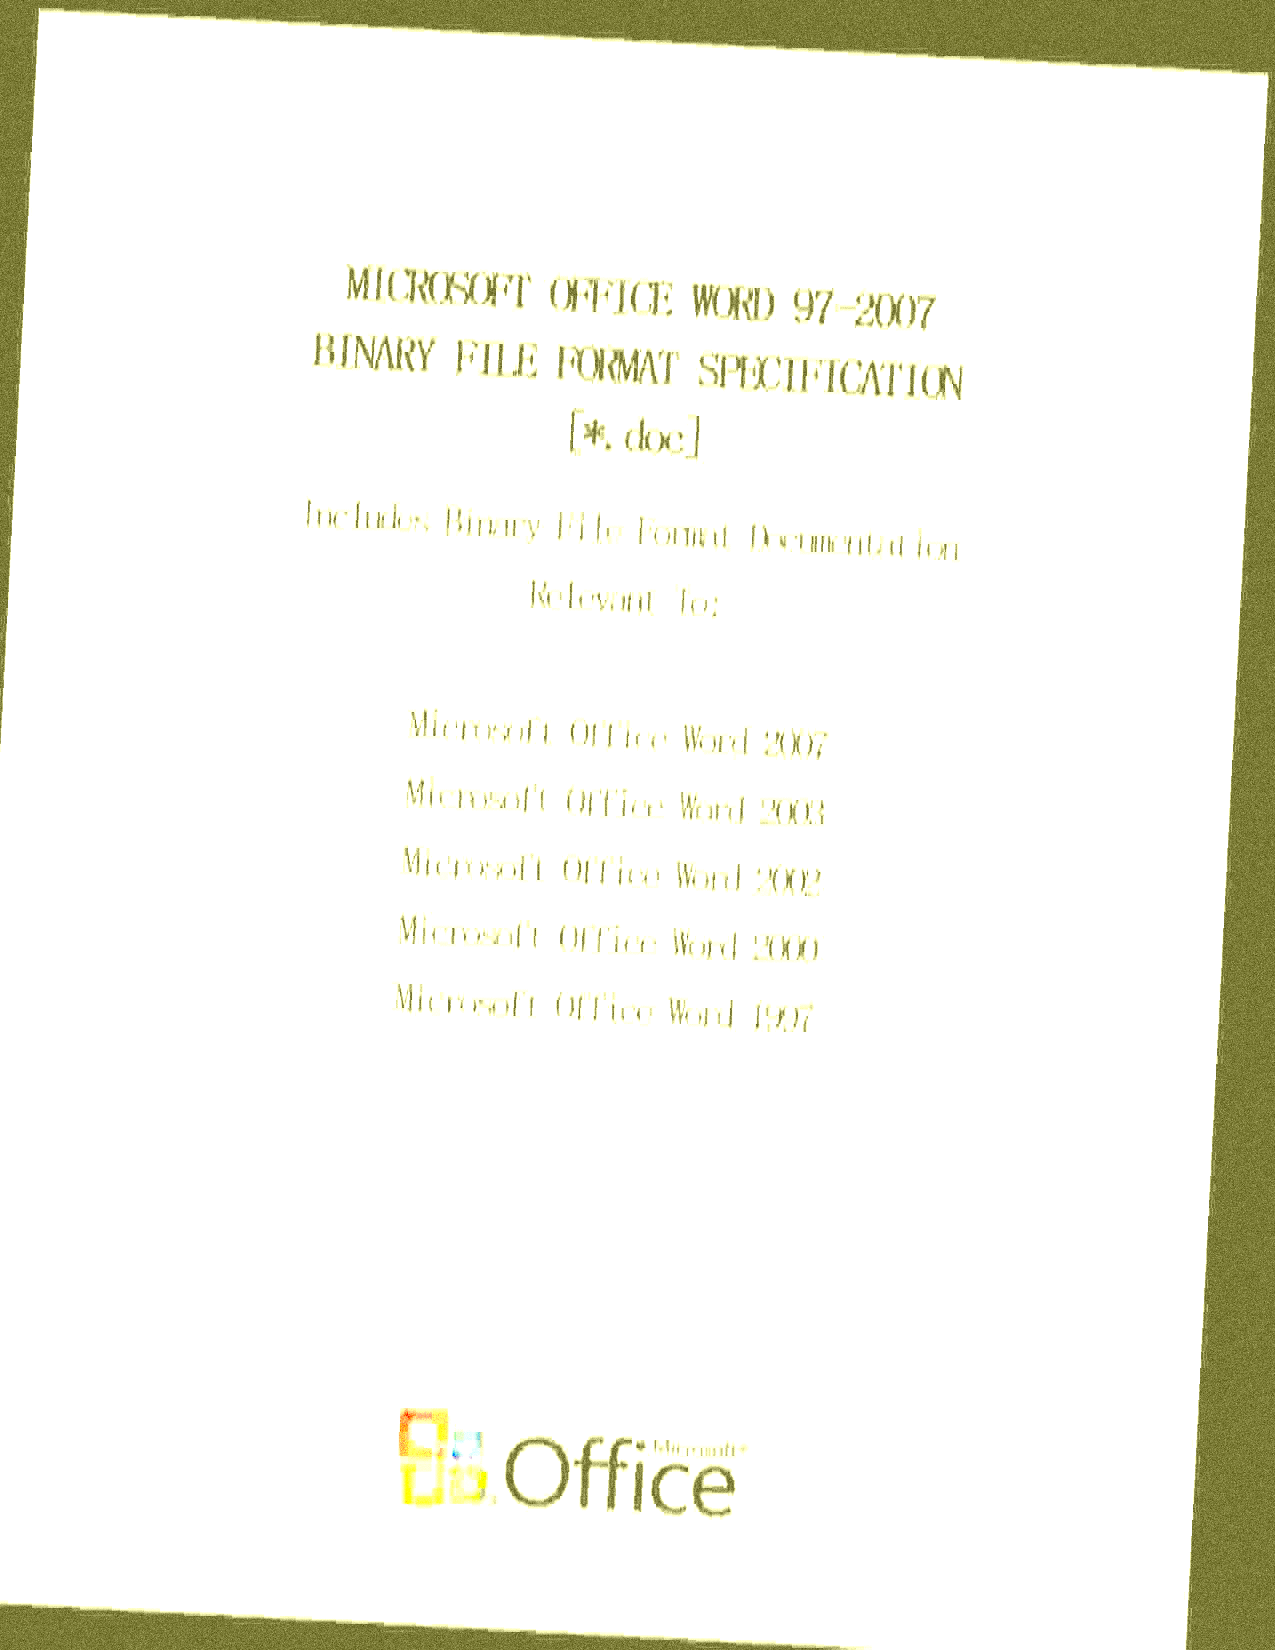 MICROSOFT OFFICE WORD 97-2007
BINARY FILE FORMAT SPECIFICATION
[*.doc]
Includes Binary File Format Documentation
Relevant To:
Microsoft Office Word 2007
Microsoft Office Word 2003
Microsoft Office Word 2002
Microsoft Office Word 2000
Microsoft Office Word 1997
Microsoft
Office